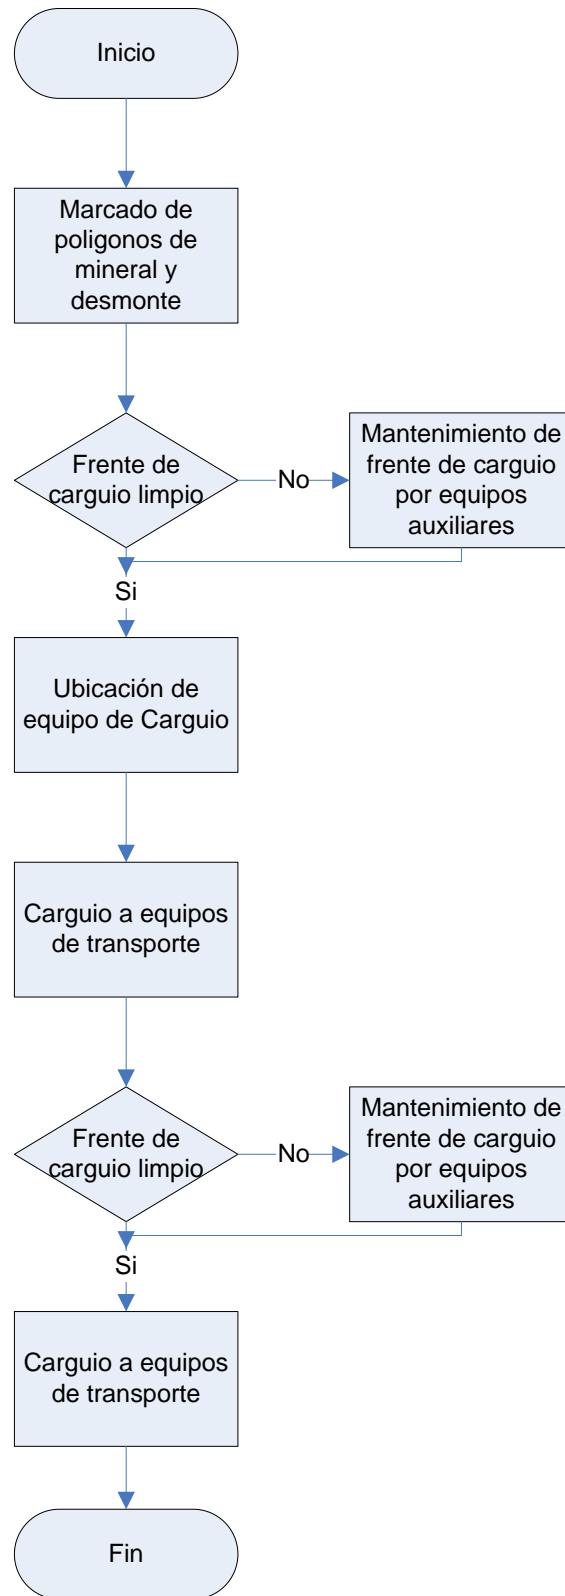 Inicio
Marcado de
poligonos de
mineral y
desmonte
Frente de
carguio limpio
No
Mantenimiento de
frente de carguio
por equipos
auxiliares
Si
Ubicación de
equipo de Carguio
Carguio a equipos
de transporte
Frente de
carguio limpio
No
Mantenimiento de
frente de carguio
por equipos
auxiliares
Si
Carguio a equipos
de transporte
Fin